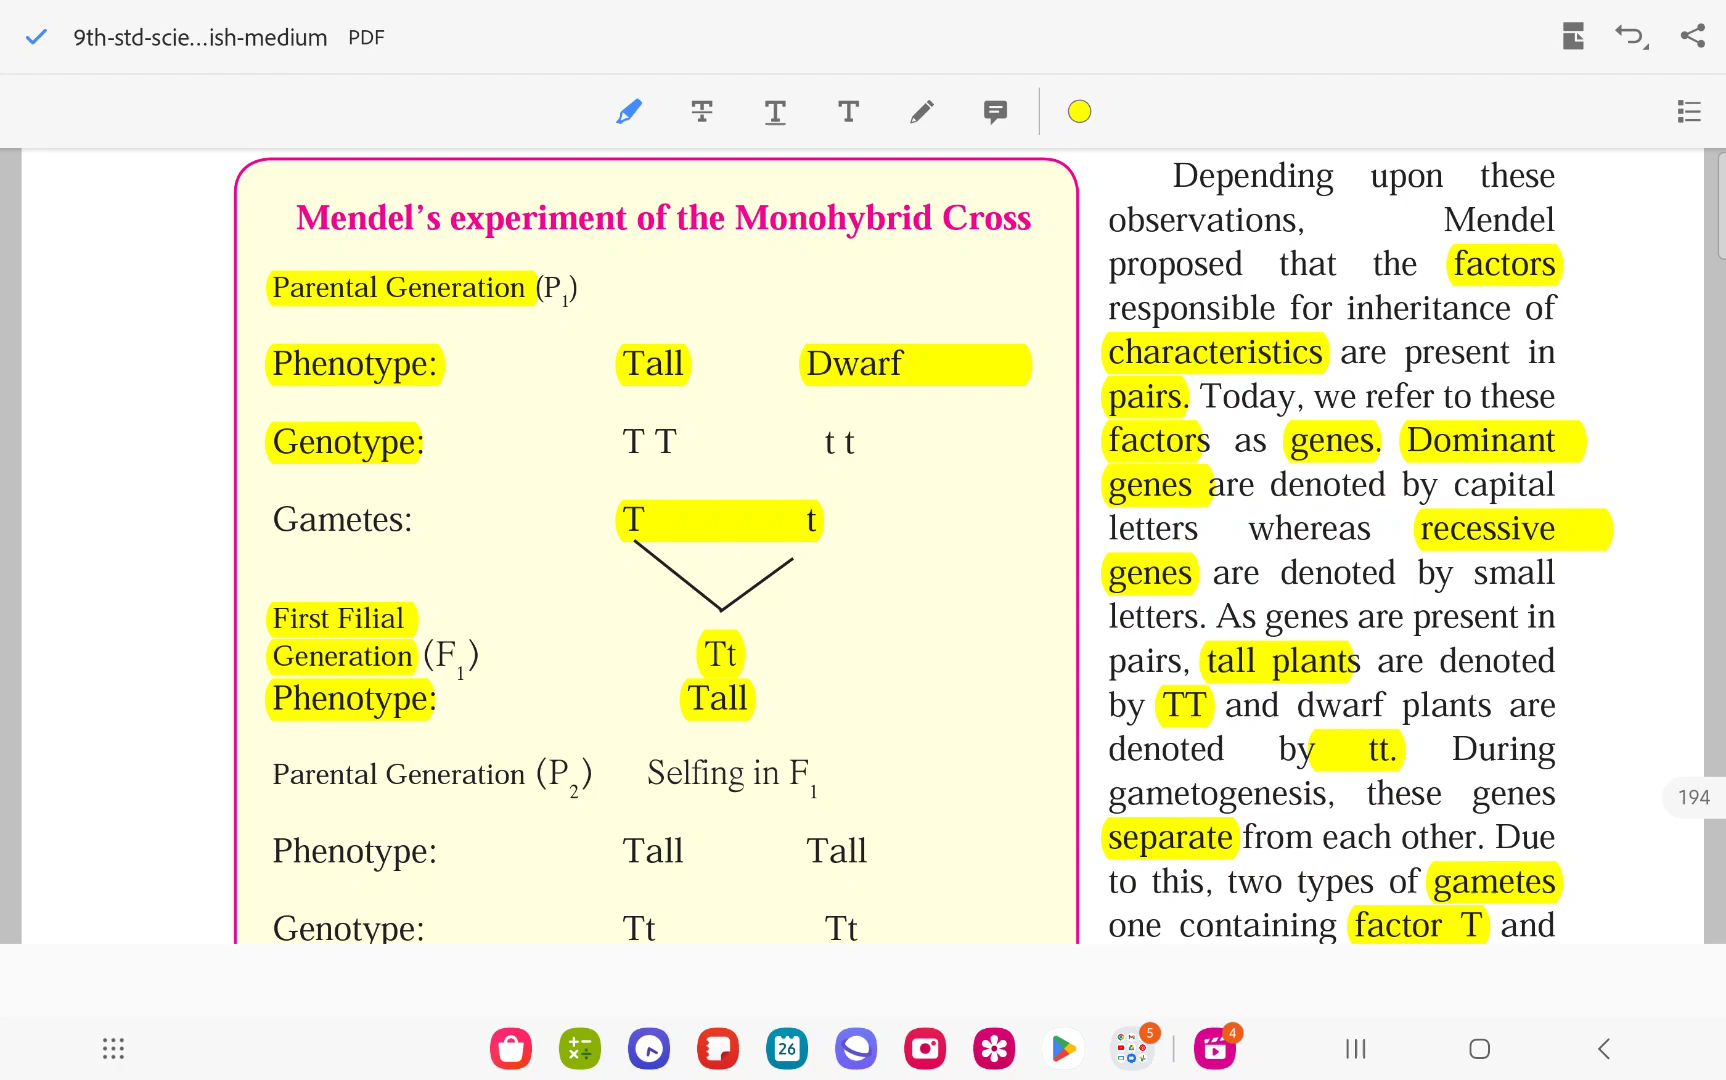 9th-std-scie...ish-medium PDF
Mendel's experiment of the Monohybrid Cross
Parental Generation (P1)
Phenotype: Tall Dwarf
Genotype: T T t t
Gametes: T t
First Filial
Generation (F1) Tt
Phenotype: Tall
Parental Generation (P2) Selfing in F1
Phenotype: Tall Tall
Genotype: Tt Tt
Depending upon these
observations, Mendel
proposed that the factors
responsible for inheritance of
characteristics are present in
pairs. Today, we refer to these
factors as genes. Dominant
genes are denoted by capital
letters whereas recessive
genes are denoted by small
letters. As genes are present in
pairs, tall plants are denoted
by TT and dwarf plants are
denoted by tt. During
gametogenesis, these genes
separate from each other. Due
to this, two types of gametes
one containing factor T and
194
26
5
4